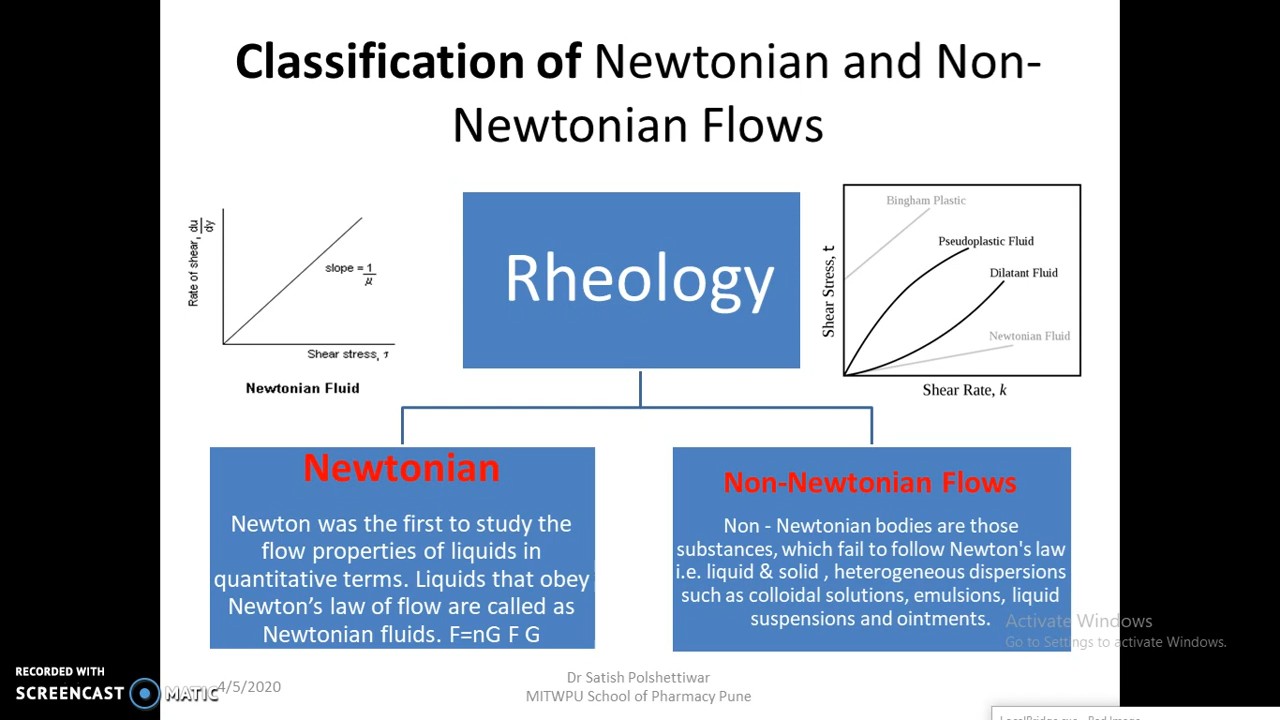 Classification of Newtonian and Non-
Newtonian Flows
Rate of shear, du/dy
slope = 1/μ
Shear stress, τ
Newtonian Fluid
Rheology
Bingham Plastic
Pseudoplastic Fluid
Dilatant Fluid
Newtonian Fluid
Shear Stress, t
Shear Rate, k
Newtonian
Newton was the first to study the
flow properties of liquids in
quantitative terms. Liquids that obey
Newton’s law of flow are called as
Newtonian fluids. F=nG F G
Non-Newtonian Flows
Non - Newtonian bodies are those
substances, which fail to follow Newton's law
i.e. liquid & solid , heterogeneous dispersions
such as colloidal solutions, emulsions, liquid
suspensions and ointments.
Activate Windows
Go to Settings to activate Windows.
RECORDED WITH
SCREENCAST MATIC
4/5/2020
Dr Satish Polshettiwar
MITWPU School of Pharmacy Pune